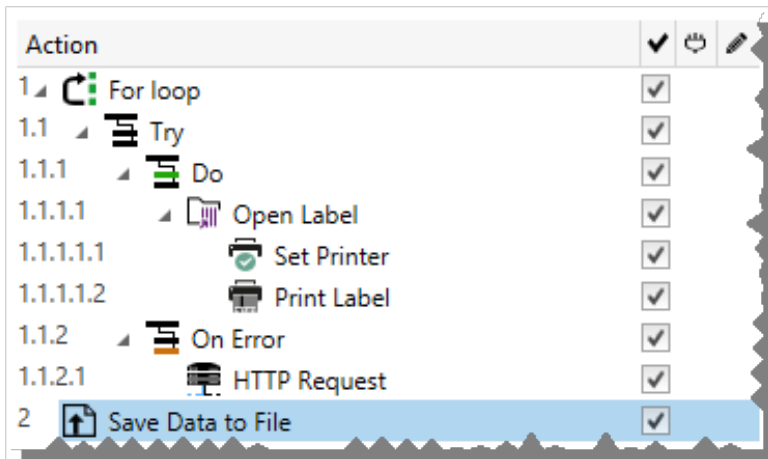 Action
1 For loop
1.1 Try
1.1.1 Do
1.1.1.1 Open Label
1.1.1.1.1 Set Printer
1.1.1.1.2 Print Label
1.1.2 On Error
1.1.2.1 HTTP Request
2 Save Data to File